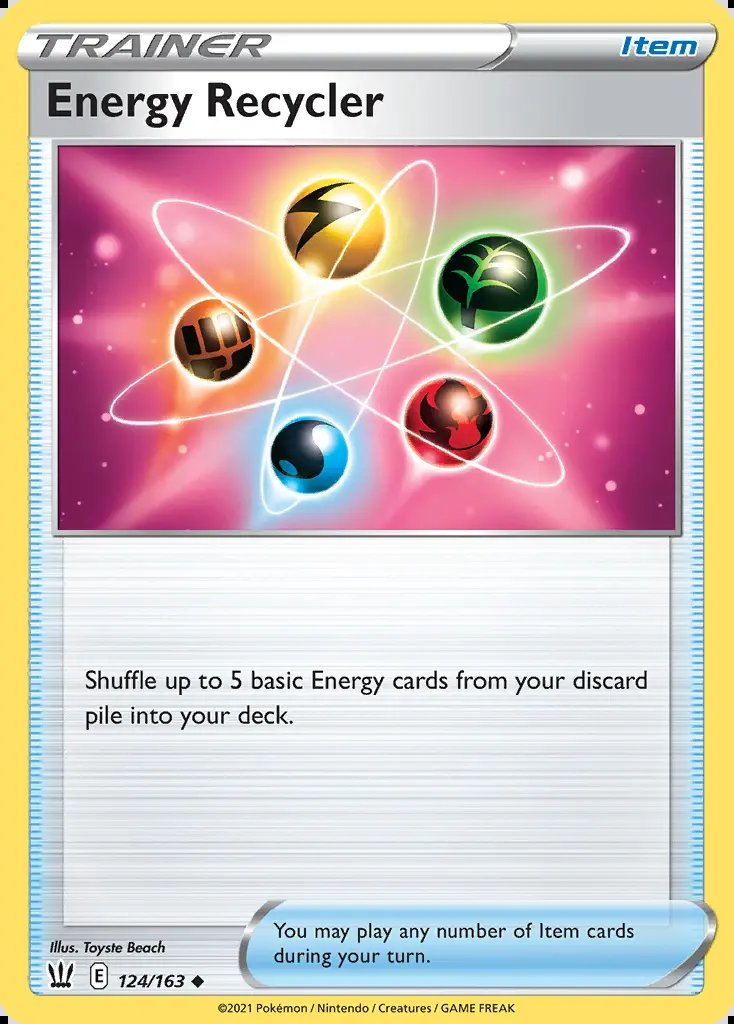 TRAINER
Item
Energy Recycler
Shuffle up to 5 basic Energy cards from your discard
pile into your deck.
Illus. Toyste Beach
You may play any number of Item cards
during your turn.
E 124/163
©2021 Pokémon / Nintendo / Creatures / GAME FREAK